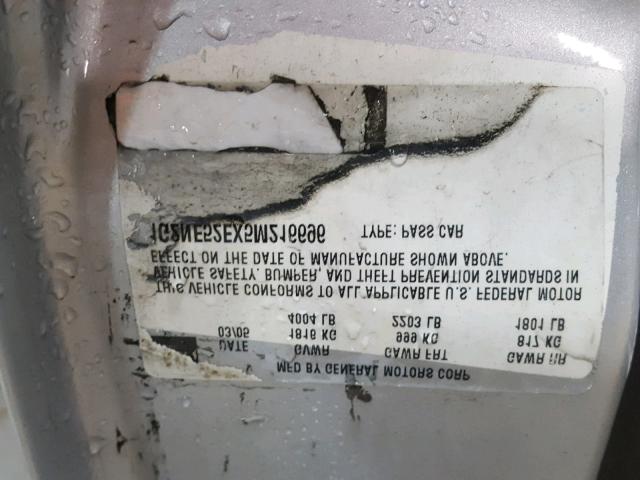 MFD BY GENERAL MOTORS CORP
DATE GVWR GAWR FRT GAWR RR
03/05 1816 KG 999 KG 817 KG
4004 LB 2203 LB 1801 LB
THIS VEHICLE CONFORMS TO ALL APPLICABLE U.S. FEDERAL MOTOR
VEHICLE SAFETY, BUMPER, AND THEFT PREVENTION STANDARDS IN
EFFECT ON THE DATE OF MANUFACTURE SHOWN ABOVE.
1G2NE52EX5M216696 TYPE: PASS CAR